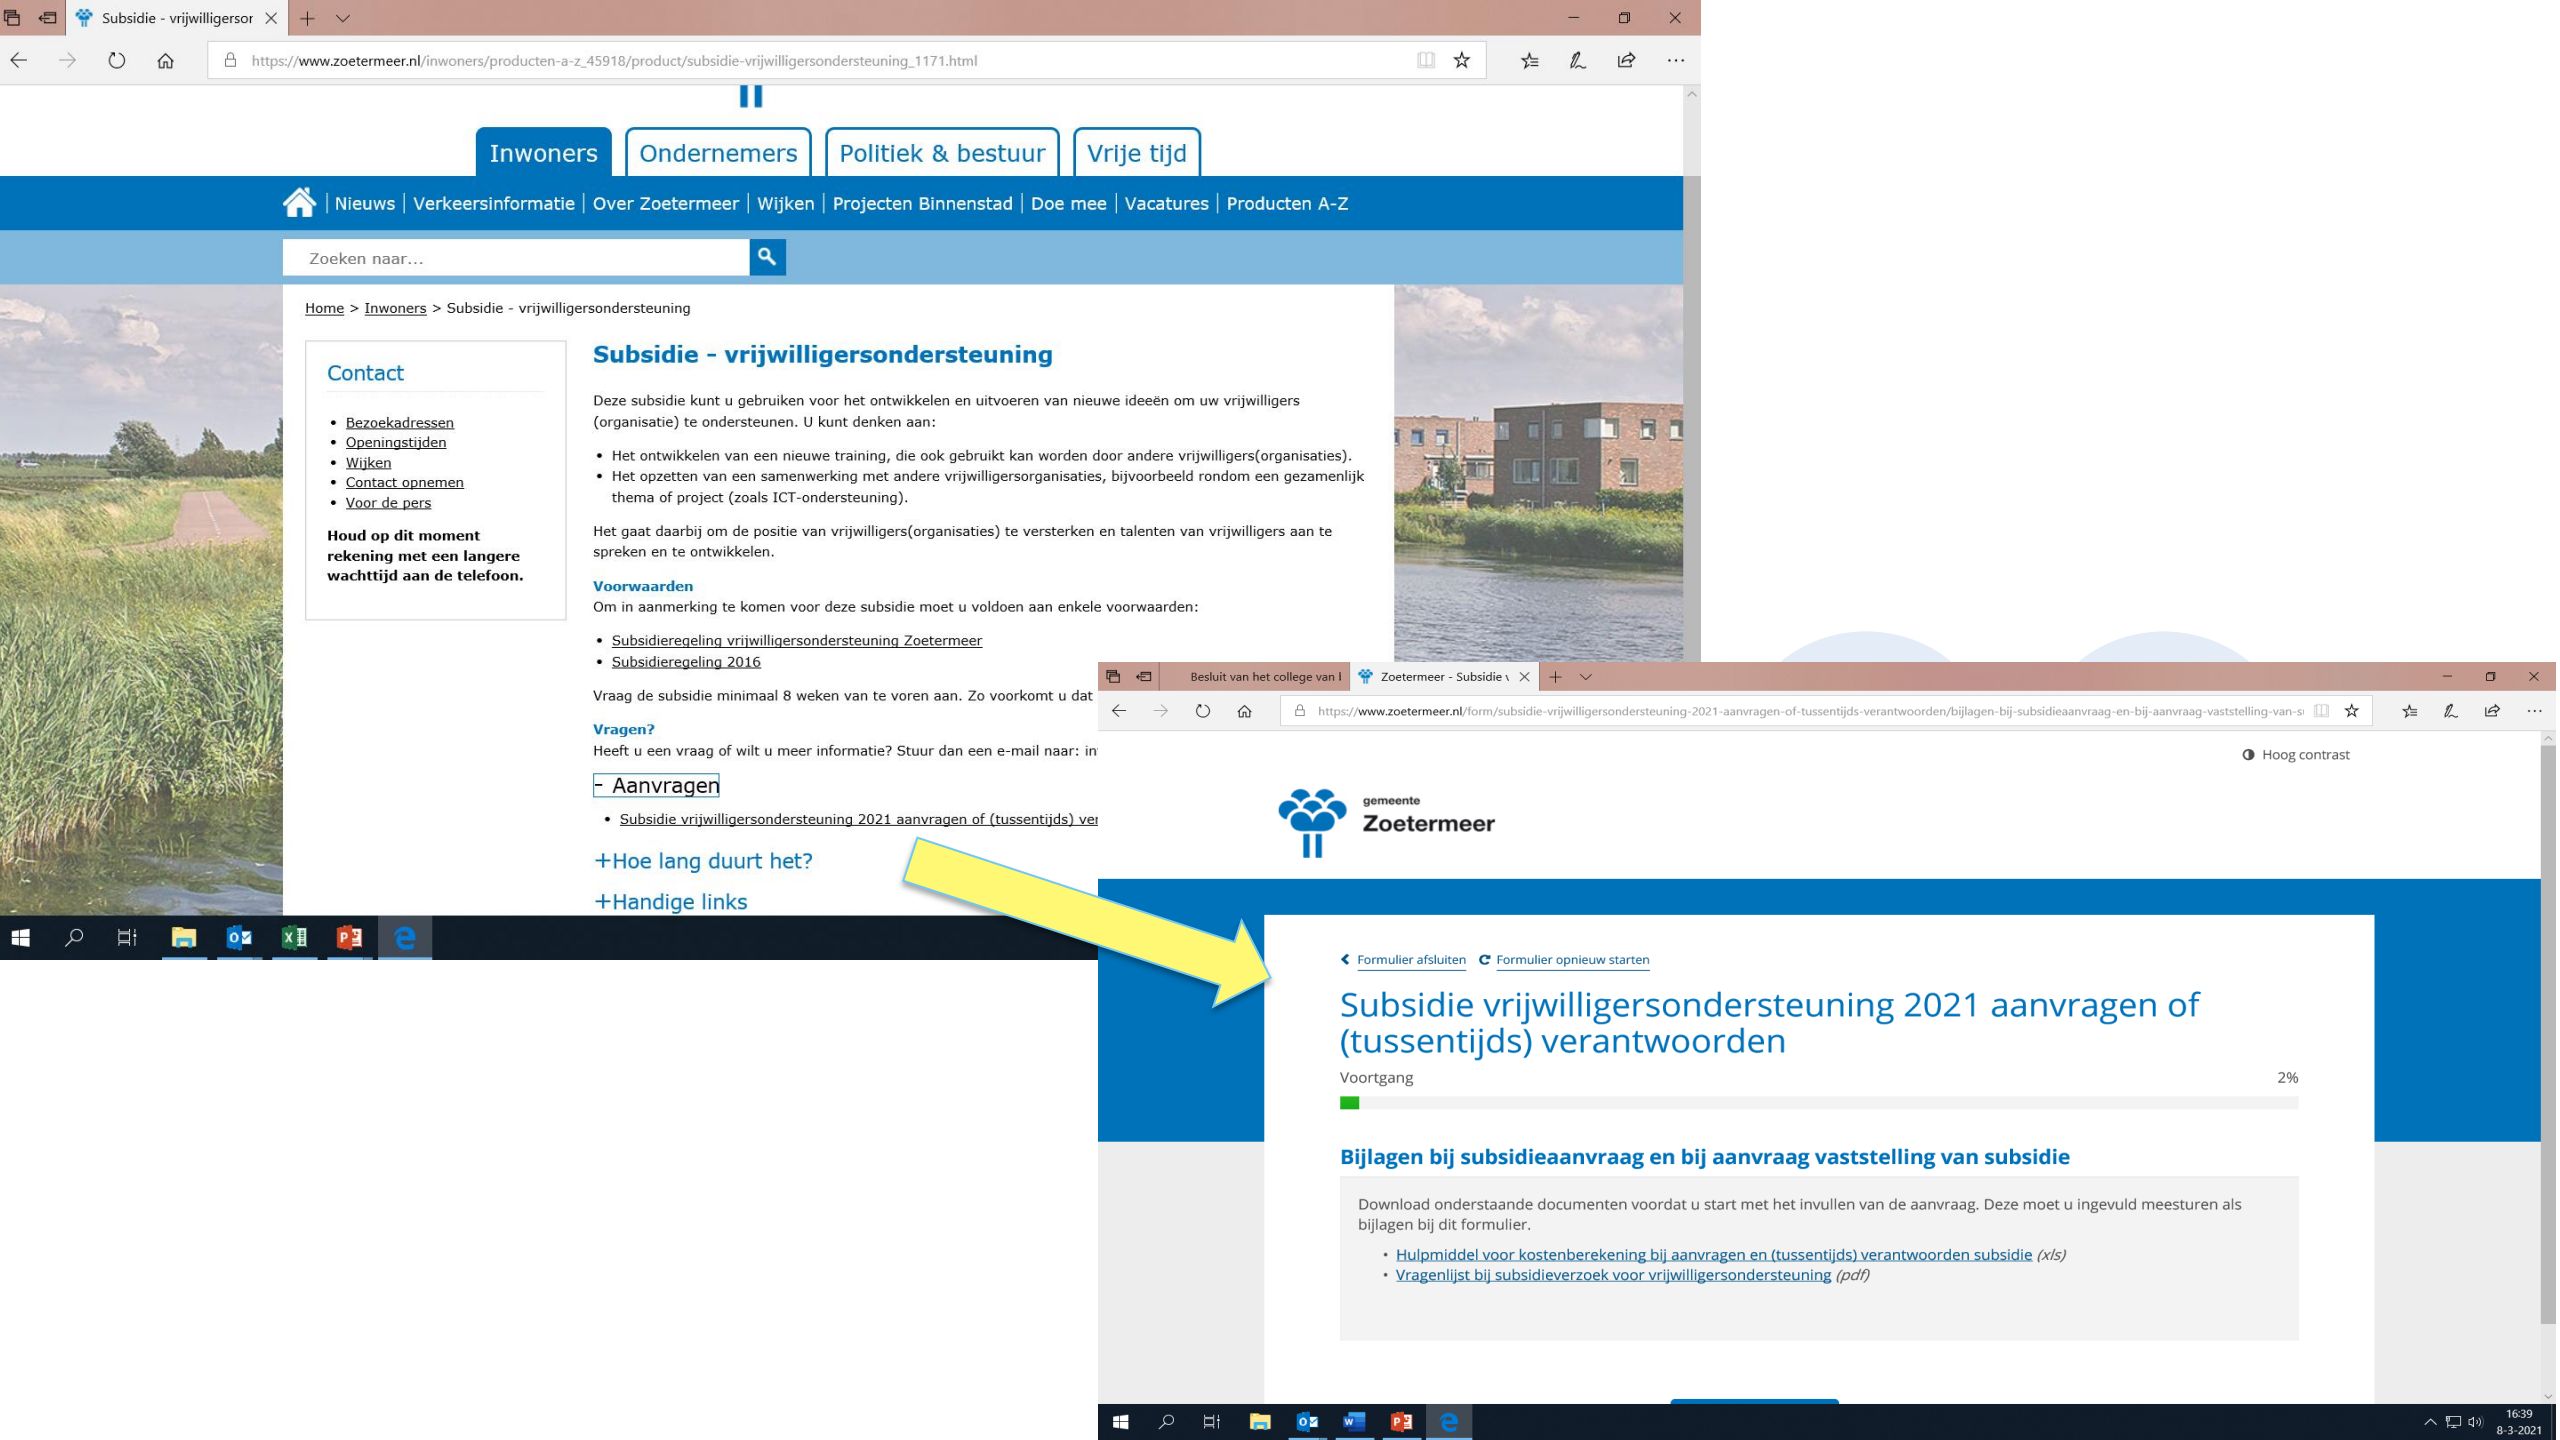 Subsidie - vrijwilligersor
https://www.zoetermeer.nl/inwoners/producten-a-z_45918/product/subsidie-vrijwilligersondersteuning_1171.html
Inwoners
Ondernemers
Politiek & bestuur
Vrije tijd
Nieuws | Verkeersinformatie | Over Zoetermeer | Wijken | Projecten Binnenstad | Doe mee | Vacatures | Producten A-Z
Zoeken naar...
Home > Inwoners > Subsidie - vrijwilligersondersteuning
Contact
• Bezoekadressen
• Openingstijden
• Wijken
• Contact opnemen
• Voor de pers
Houd op dit moment
rekening met een langere
wachttijd aan de telefoon.
Subsidie - vrijwilligersondersteuning
Deze subsidie kunt u gebruiken voor het ontwikkelen en uitvoeren van nieuwe ideeën om uw vrijwilligers
(organisatie) te ondersteunen. U kunt denken aan:
• Het ontwikkelen van een nieuwe training, die ook gebruikt kan worden door andere vrijwilligers(organisaties).
• Het opzetten van een samenwerking met andere vrijwilligersorganisaties, bijvoorbeeld rondom een gezamenlijk
thema of project (zoals ICT-ondersteuning).
Het gaat daarbij om de positie van vrijwilligers(organisaties) te versterken en talenten van vrijwilligers aan te
spreken en te ontwikkelen.
Voorwaarden
Om in aanmerking te komen voor deze subsidie moet u voldoen aan enkele voorwaarden:
• Subsidieregeling vrijwilligersondersteuning Zoetermeer
• Subsidieregeling 2016
Vraag de subsidie minimaal 8 weken van te voren aan. Zo voorkomt u dat
Vragen?
Heeft u een vraag of wilt u meer informatie? Stuur dan een e-mail naar: in
- Aanvragen
• Subsidie vrijwilligersondersteuning 2021 aanvragen of (tussentijds) ver
+Hoe lang duurt het?
+Handige links
Besluit van het college van b
Zoetermeer - Subsidie v
https://www.zoetermeer.nl/form/subsidie-vrijwilligersondersteuning-2021-aanvragen-of-tussentijds-verantwoorden/bijlagen-bij-subsidieaanvraag-en-bij-aanvraag-vaststelling-van-s
Hoog contrast
gemeente
Zoetermeer
Formulier afsluiten Formulier opnieuw starten
Subsidie vrijwilligersondersteuning 2021 aanvragen of
(tussentijds) verantwoorden
Voortgang 2%
Bijlagen bij subsidieaanvraag en bij aanvraag vaststelling van subsidie
Download onderstaande documenten voordat u start met het invullen van de aanvraag. Deze moet u ingevuld meesturen als
bijlagen bij dit formulier.
• Hulpmiddel voor kostenberekening bij aanvragen en (tussentijds) verantwoorden subsidie (xls)
• Vragenlijst bij subsidieverzoek voor vrijwilligersondersteuning (pdf)
16:39
8-3-2021